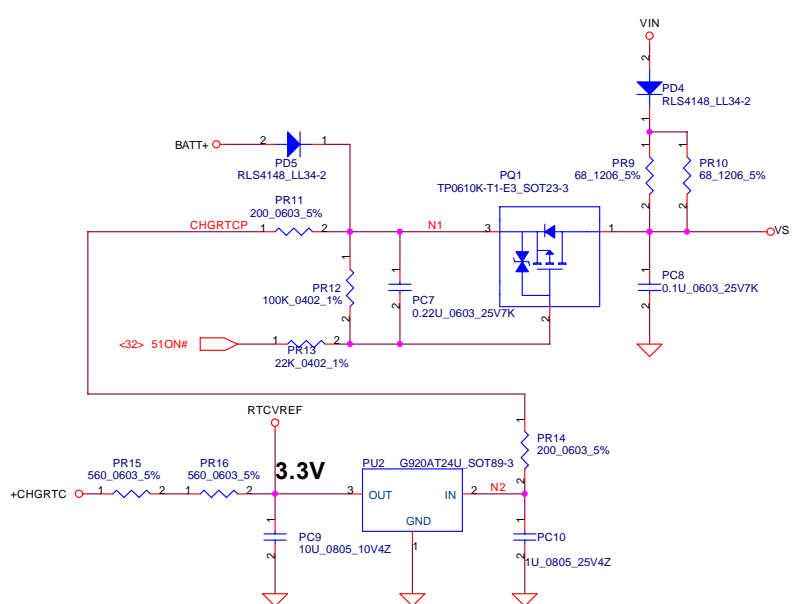 VIN
2
PD4
RLS4148_LL34-2
1
BATT+
2
1
PD5
RLS4148_LL34-2
1
1
PR9
68_1206_5%
PR10
68_1206_5%
2
2
PQ1
TP0610K-T1-E3_SOT23-3
PR11
200_0603_5%
CHGRTCP
1
2
N1
3
1
VS
2
1
PR12
100K_0402_1%
2
1
PC7
0.22U_0603_25V7K
2
1
PC8
0.1U_0603_25V7K
2
<32> 51ON#
1
2
PR13
22K_0402_1%
RTCVREF
1
PR14
200_0603_5%
2
PR15
560_0603_5%
PR16
560_0603_5%
3.3V
PU2
G920AT24U_SOT89-3
+CHGRTC
1
2
1
2
3
OUT
IN
2
N2
GND
1
1
PC9
10U_0805_10V4Z
2
1
PC10
1U_0805_25V4Z
2